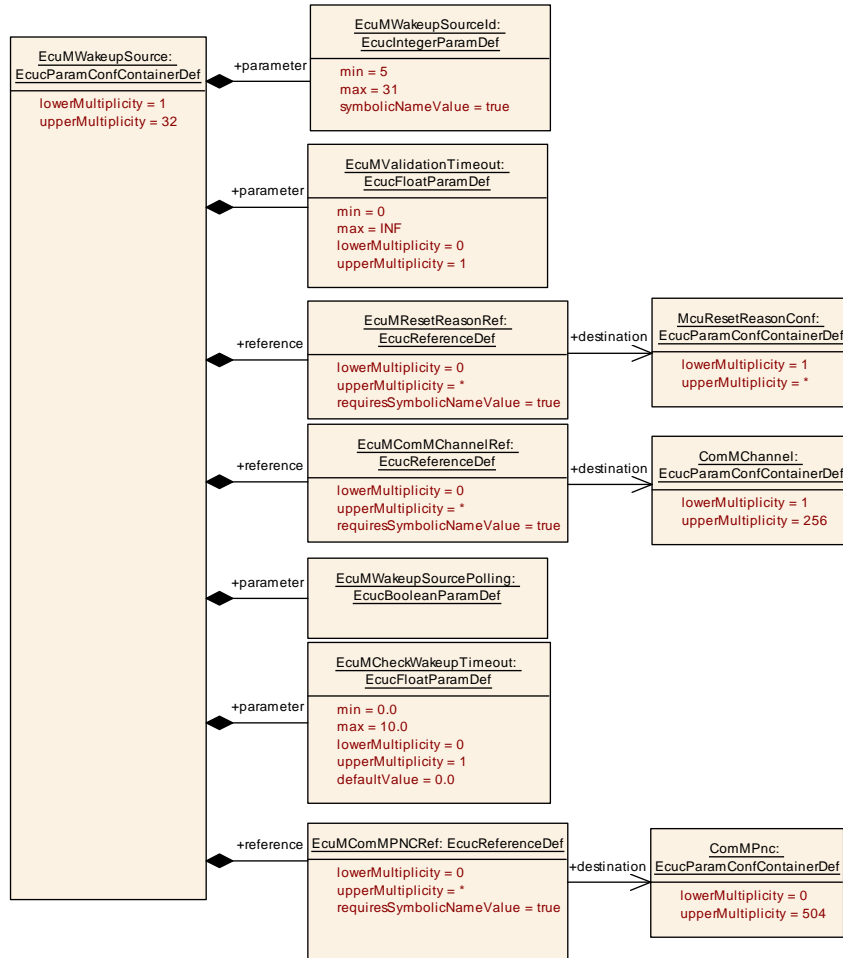 EcuMWakeupSource:
EcucParamConfContainerDef
lowerMultiplicity = 1
upperMultiplicity = 32
+parameter
EcuMWakeupSourceId:
EcucIntegerParamDef
min = 5
max = 31
symbolicNameValue = true
+parameter
EcuMValidationTimeout:
EcucFloatParamDef
min = 0
max = INF
lowerMultiplicity = 0
upperMultiplicity = 1
+reference
EcuMResetReasonRef:
EcucReferenceDef
lowerMultiplicity = 0
upperMultiplicity = *
requiresSymbolicNameValue = true
+destination
McuResetReasonConf:
EcucParamConfContainerDef
lowerMultiplicity = 1
upperMultiplicity = *
+reference
EcuMComMChannelRef:
EcucReferenceDef
lowerMultiplicity = 0
upperMultiplicity = *
requiresSymbolicNameValue = true
+destination
ComMChannel:
EcucParamConfContainerDef
lowerMultiplicity = 1
upperMultiplicity = 256
+parameter
EcuMWakeupSourcePolling:
EcucBooleanParamDef
+parameter
EcuMCheckWakeupTimeout:
EcucFloatParamDef
min = 0.0
max = 10.0
lowerMultiplicity = 0
upperMultiplicity = 1
defaultValue = 0.0
+reference
EcuMComMPNCRef: EcucReferenceDef
lowerMultiplicity = 0
upperMultiplicity = *
requiresSymbolicNameValue = true
+destination
ComMPnc:
EcucParamConfContainerDef
lowerMultiplicity = 0
upperMultiplicity = 504